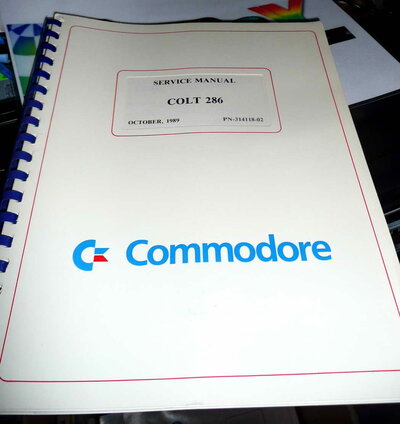 SERVICE MANUAL
COLT 286
OCTOBER, 1989 PN-314118-02
Commodore